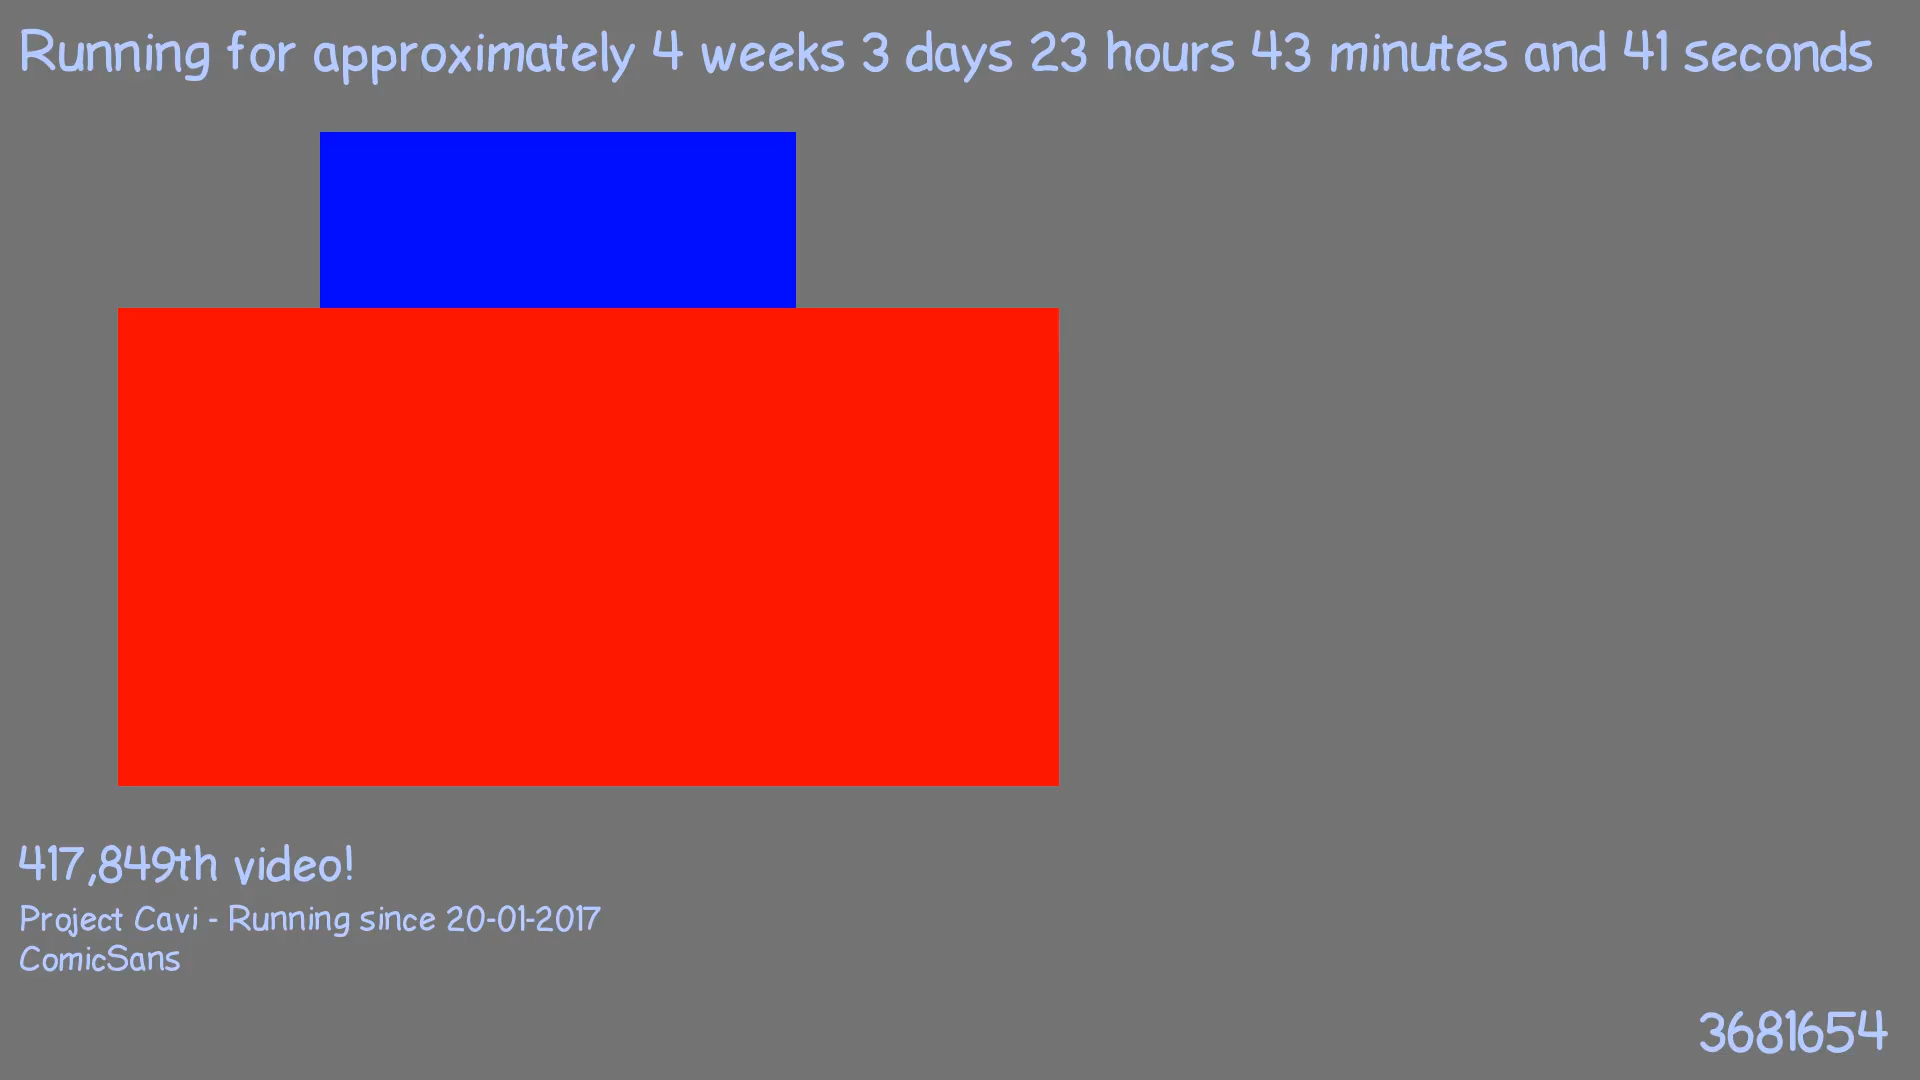 Running for approximately 4 weeks 3 days 23 hours 43 minutes and 41 seconds
417,849th video!
Project Cavi - Running since 20-01-2017
ComicSans
3681654